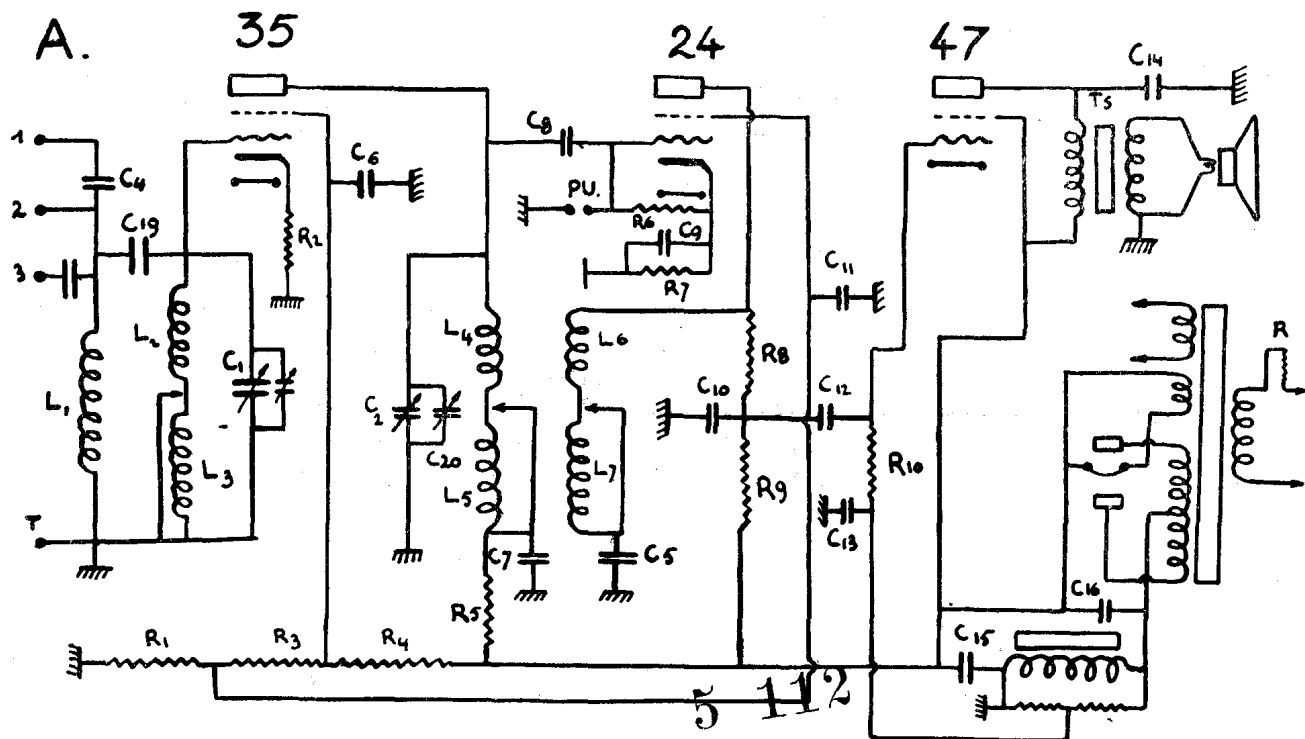 A. 35 24 47
C14
TS
1 C4 C6 C8
PU.
2 C19 R2 R6 C9
3 R7 C11
L2 L4 L6 R8 R
C1 C10 C12
L1 C2
C20
L3 L5 L7 R9 R10
T C7 C5 C13
R5 C16
R1 R3 R4 C15
5 112